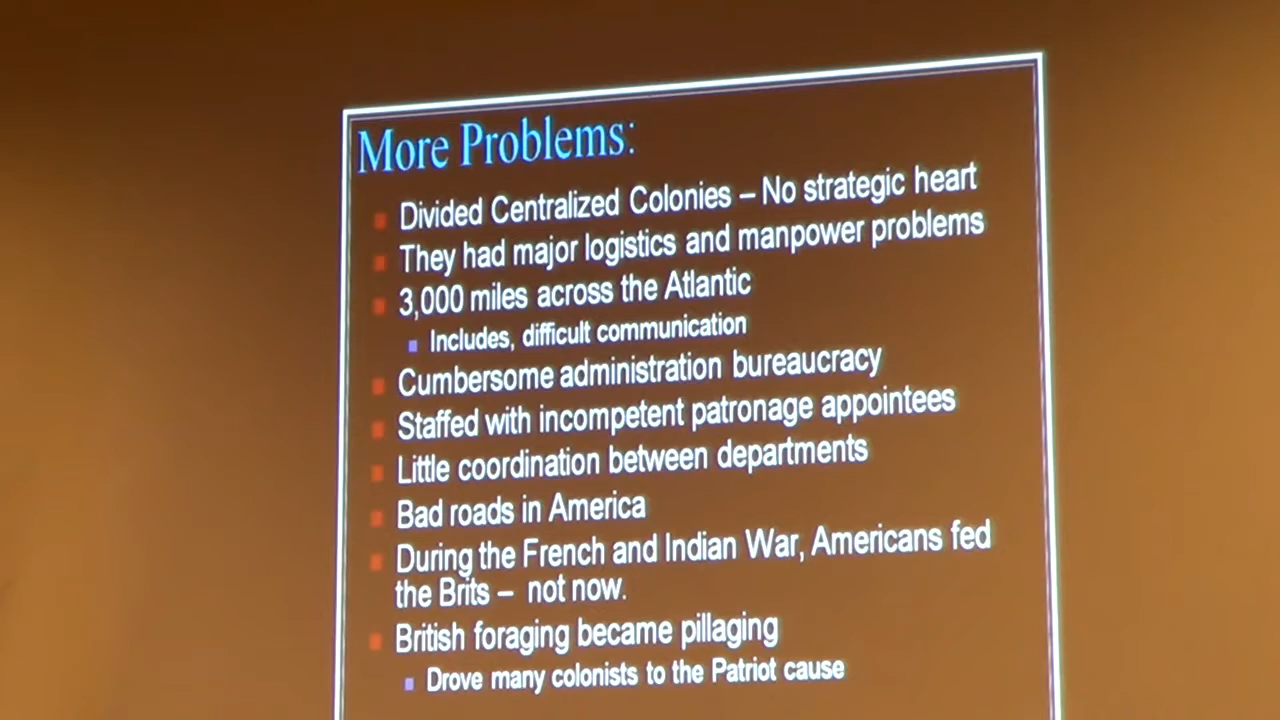 More Problems:
Divided Centralized Colonies – No strategic heart
They had major logistics and manpower problems
3,000 miles across the Atlantic
Includes, difficult communication
Cumbersome administration bureaucracy
Staffed with incompetent patronage appointees
Little coordination between departments
Bad roads in America
During the French and Indian War, Americans fed
the Brits – not now.
British foraging became pillaging
Drove many colonists to the Patriot cause